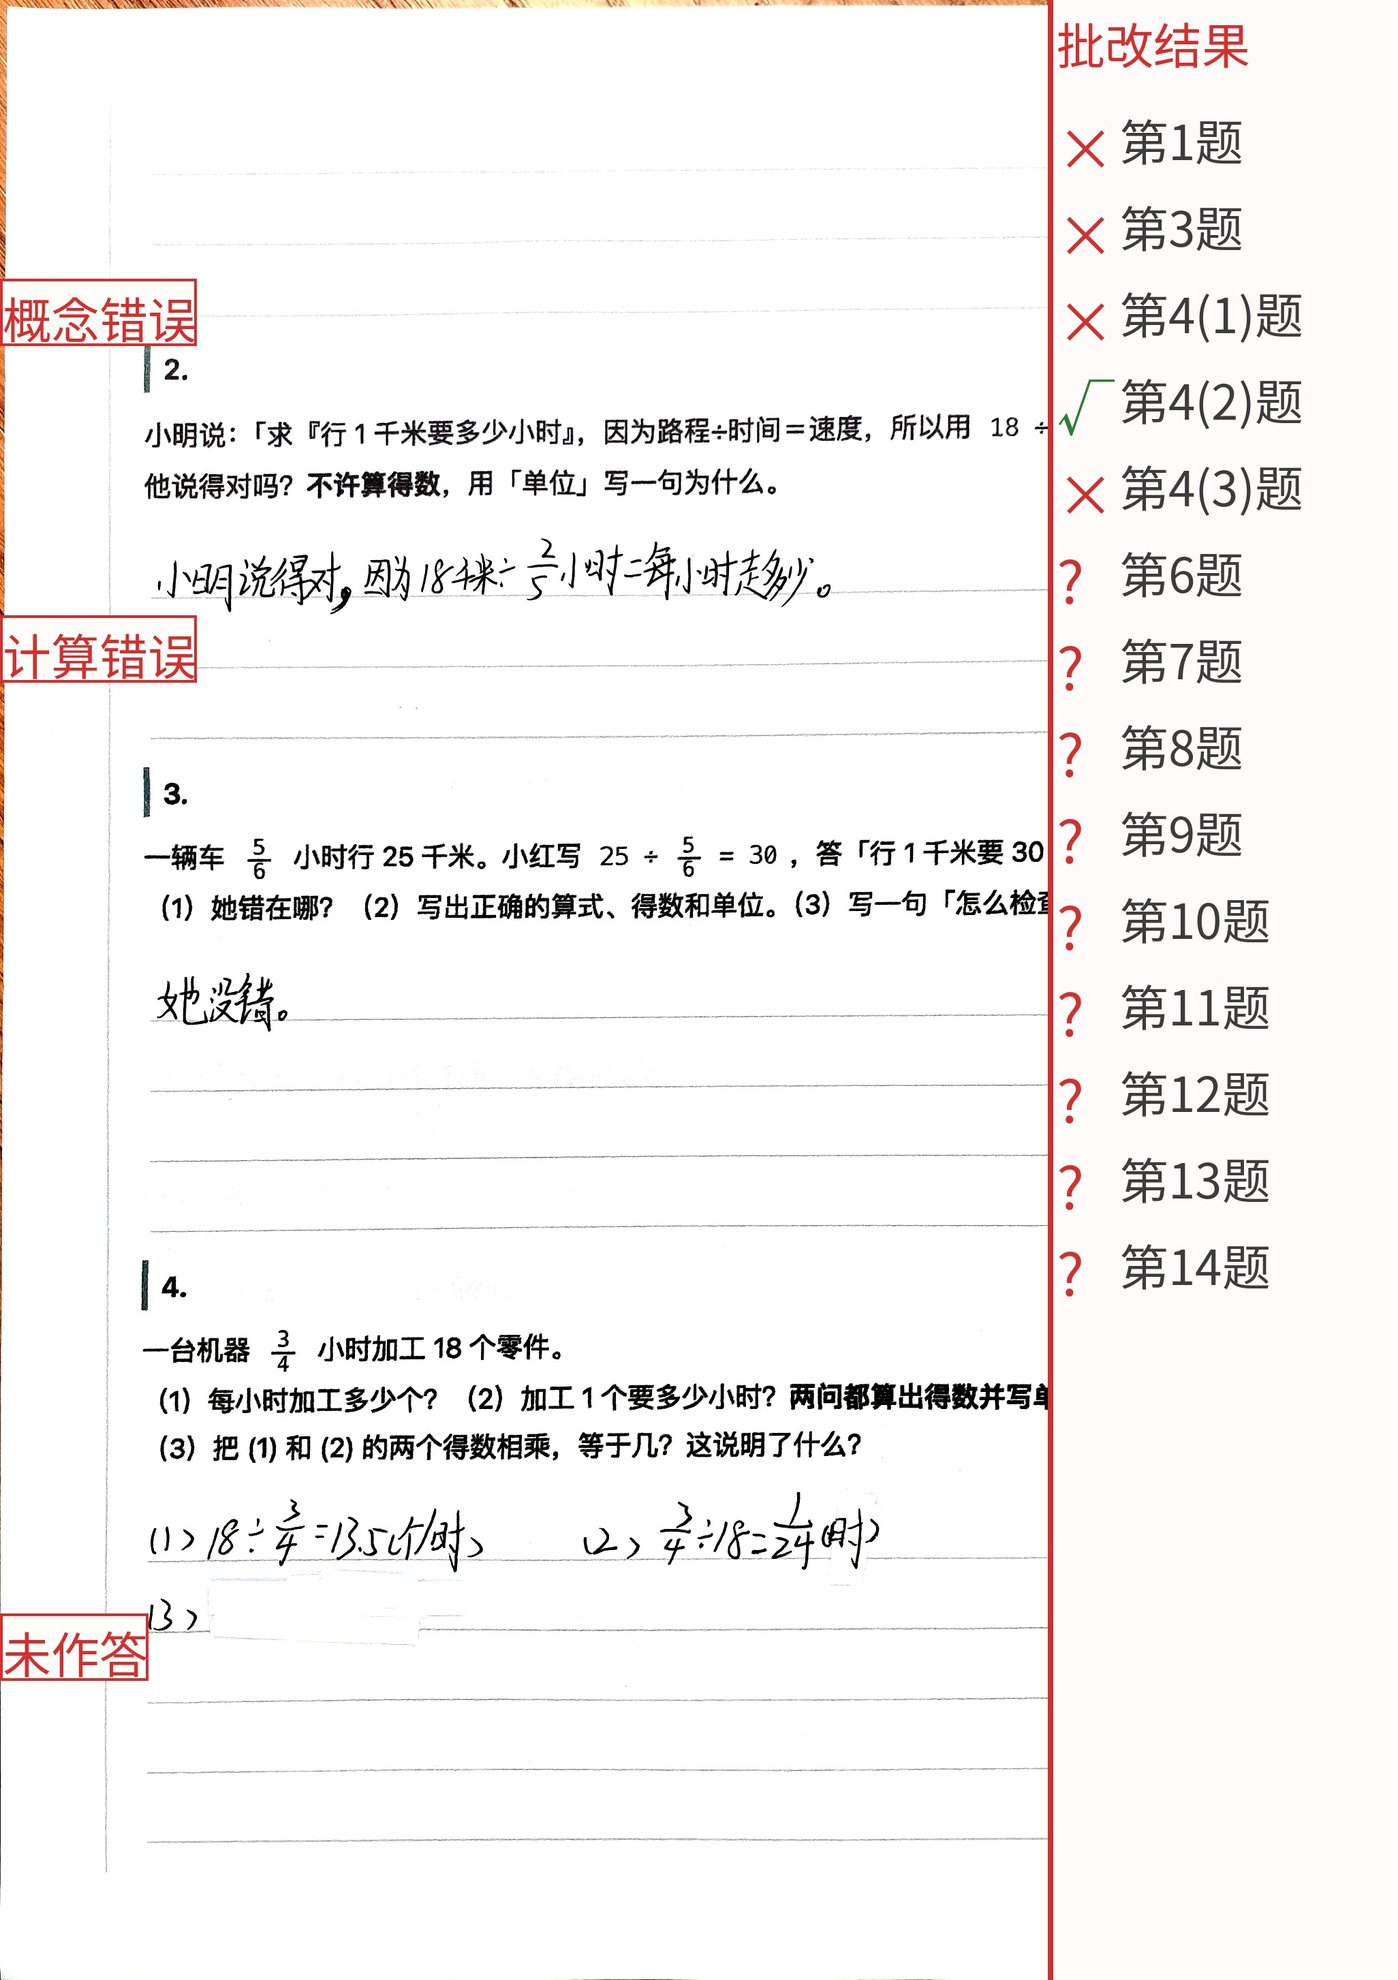 批改结果
× 第1题
× 第3题
× 第4(1)题
√ 第4(2)题
× 第4(3)题
? 第6题
? 第7题
? 第8题
? 第9题
? 第10题
? 第11题
? 第12题
? 第13题
? 第14题
概念错误
2.
小明说：「求『行1千米要多少小时』，因为路程÷时间＝速度，所以用 18 ÷
他说得对吗？不许算得数，用「单位」写一句为什么。
小明说得对，因为18千米÷2/5小时=每小时走多少。
计算错误
3.
一辆车 5/6 小时行 25 千米。小红写 25 ÷ 5/6 = 30 ，答「行1千米要 30
（1）她错在哪？（2）写出正确的算式、得数和单位。（3）写一句「怎么检查
她没错。
4.
一台机器 3/4 小时加工 18 个零件。
（1）每小时加工多少个？（2）加工1个要多少小时？两问都算出得数并写单
（3）把 (1) 和 (2) 的两个得数相乘，等于几？这说明了什么？
(1) 18÷3/4=13.5(个/时) (2) 3/4÷18=1/24(时)
(3)
未作答